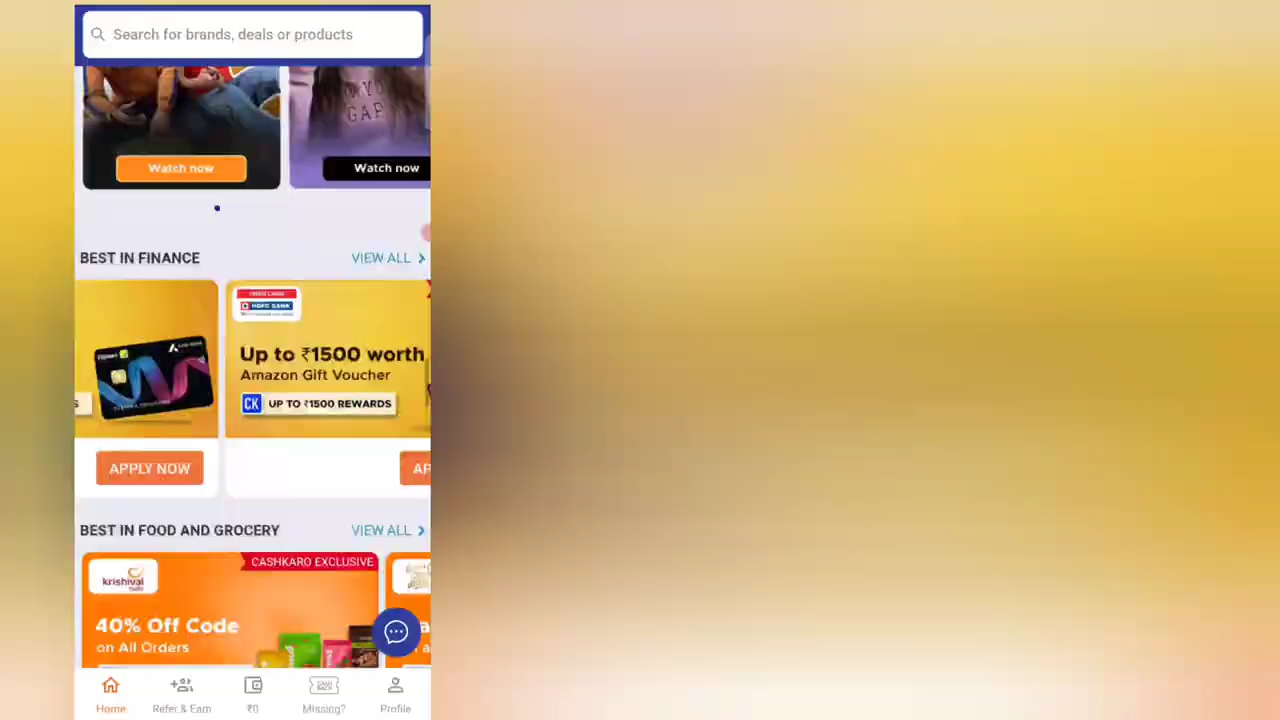 Search for brands, deals or products
GAP
Watch now
Watch now
BEST IN FINANCE
VIEW ALL
HDFC BANK
Up to ₹1500 worth
Amazon Gift Voucher
S
CK UP TO ₹1500 REWARDS
APPLY NOW
AP
BEST IN FOOD AND GROCERY
VIEW ALL
CASHKARO EXCLUSIVE
krishival
40% Off Code
on All Orders
Home
Refer & Earn
₹0
Missing?
Profile